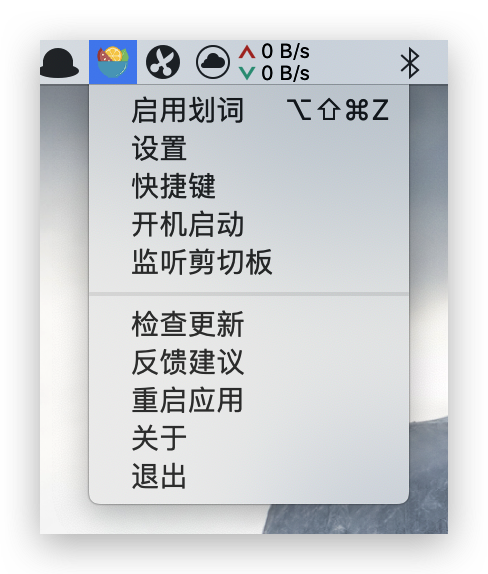 0 B/s
0 B/s
启用划词 ⌥⇧⌘Z
设置
快捷键
开机启动
监听剪切板
检查更新
反馈建议
重启应用
关于
退出